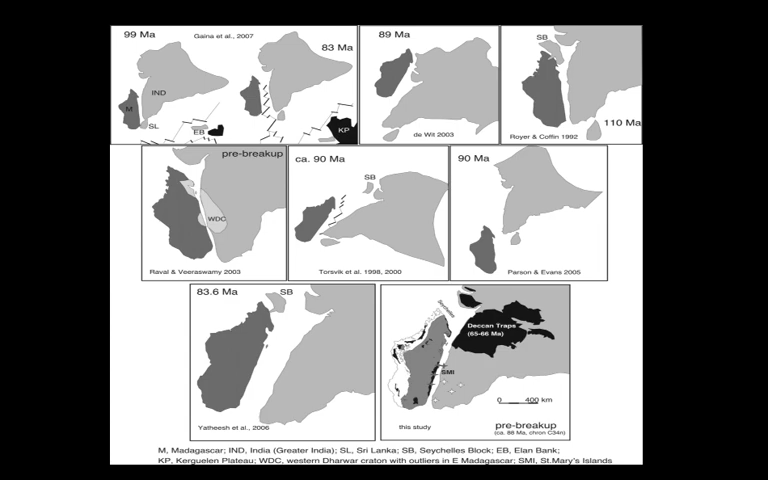 99 Ma
Gaina et al., 2007
83 Ma
IND
M
SL
EB
KP
89 Ma
de Wit 2003
SB
110 Ma
Royer & Coffin 1992
pre-breakup
WDC
Raval & Veeraswamy 2003
ca. 90 Ma
SB
Torsvik et al. 1998, 2000
90 Ma
Parson & Evans 2005
83.6 Ma
SB
Yatheesh et al., 2006
Seychelles
Deccan Traps
(65-66 Ma)
SMI
0 400 km
this study
pre-breakup
(ca. 88 Ma, chron C34n)
M, Madagascar; IND, India (Greater India); SL, Sri Lanka; SB, Seychelles Block; EB, Elan Bank;
KP, Kerguelen Plateau; WDC, western Dharwar craton with outliers in E Madagascar; SMI, St.Mary's Islands